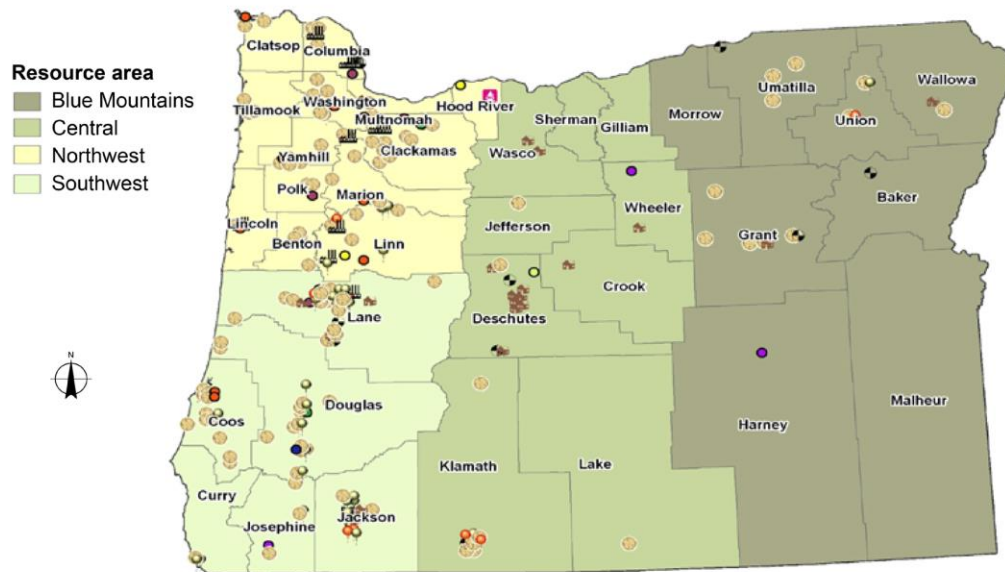 Resource area
Blue Mountains
Central
Northwest
Southwest
N
Clatsop
Columbia
Tillamook
Washington
Multnomah
Hood River
Sherman
Gilliam
Morrow
Umatilla
Wallowa
Union
Yamhill
Clackamas
Wasco
Polk
Marion
Wheeler
Baker
Lincoln
Jefferson
Grant
Benton
Linn
Crook
Lane
Deschutes
Coos
Douglas
Harney
Malheur
Klamath
Lake
Curry
Josephine
Jackson